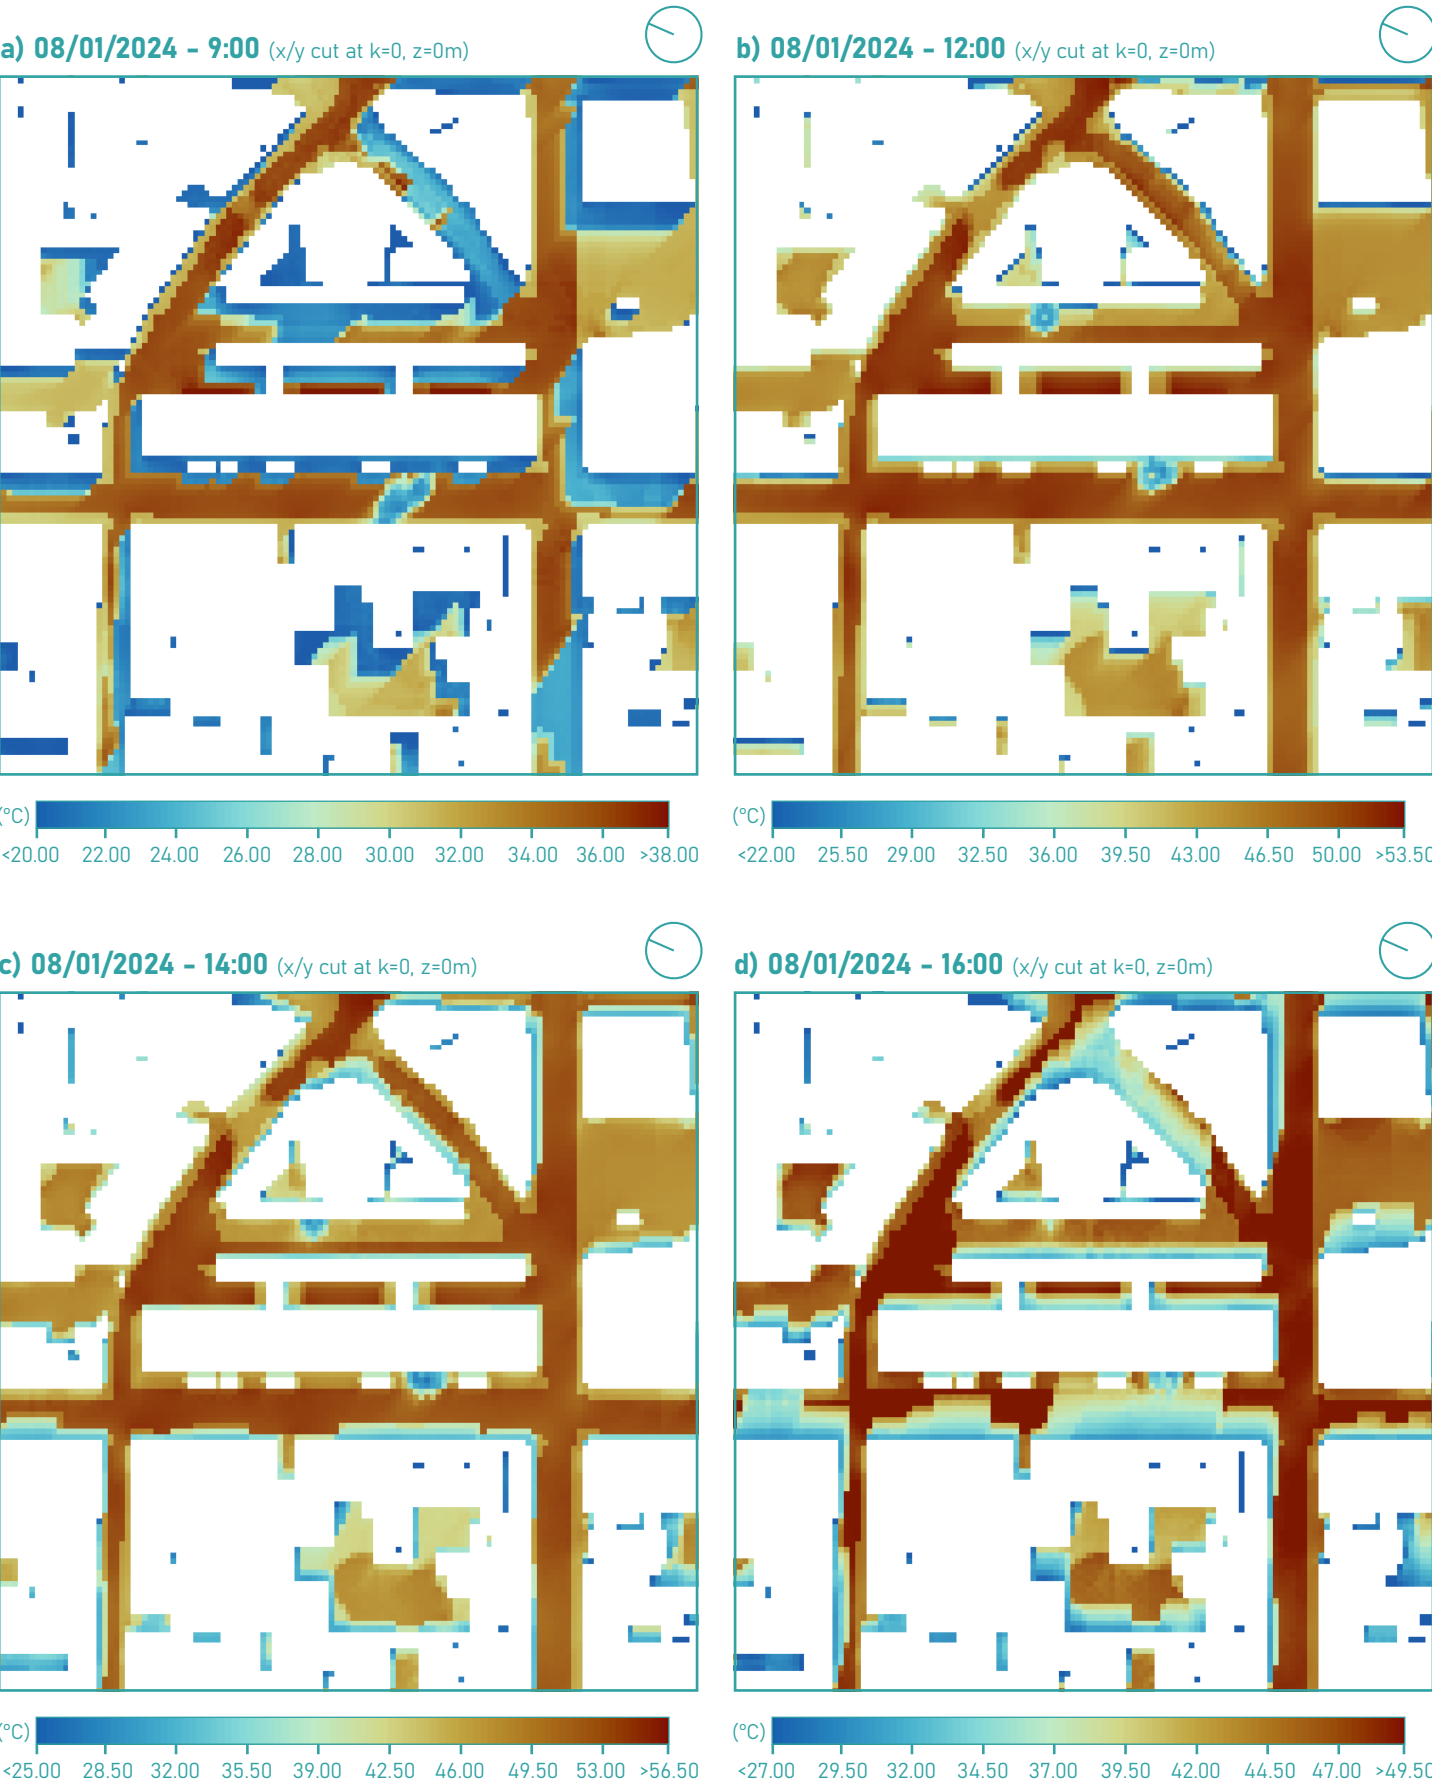 a) 08/01/2024 - 9:00 (x/y cut at k=0, z=0m)
b) 08/01/2024 - 12:00 (x/y cut at k=0, z=0m)
(°C)
<20.00 22.00 24.00 26.00 28.00 30.00 32.00 34.00 36.00 >38.00
(°C)
<22.00 25.50 29.00 32.50 36.00 39.50 43.00 46.50 50.00 >53.50
c) 08/01/2024 - 14:00 (x/y cut at k=0, z=0m)
d) 08/01/2024 - 16:00 (x/y cut at k=0, z=0m)
(°C)
<25.00 28.50 32.00 35.50 39.00 42.50 46.00 49.50 53.00 >56.50
(°C)
<27.00 29.50 32.00 34.50 37.00 39.50 42.00 44.50 47.00 >49.50